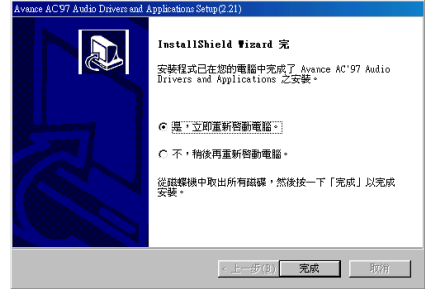 Avance AC'97 Audio Drivers and Applications Setup(2.21)
InstallShield Wizard 完
安裝程式已在您的電腦中完成了 Avance AC'97 Audio
Drivers and Applications 之安裝。
是，立即重新啓動電腦。
不，稍後再重新啓動電腦。
從磁碟機中取出所有磁碟，然後按一下「完成」以完成
安裝。
< 上一步(B)
完成
取消